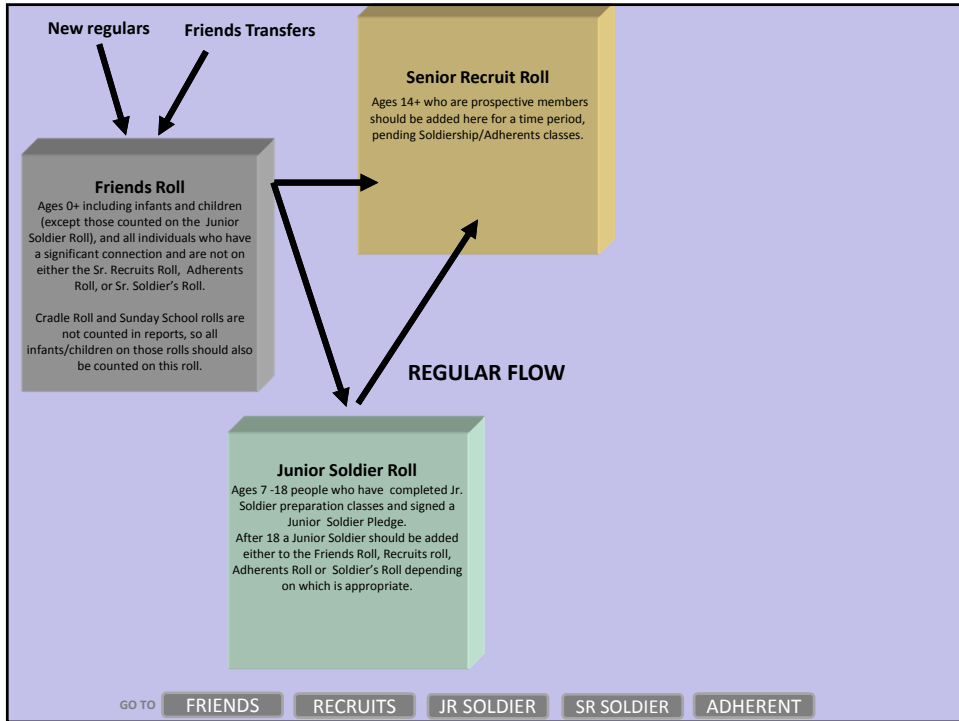 New regulars
Friends Transfers
Senior Recruit Roll
Ages 14+ who are prospective members
should be added here for a time period,
pending Soldiership/Adherents classes.
Friends Roll
Ages 0+ including infants and children
(except those counted on the Junior
Soldier Roll), and all individuals who have
a significant connection and are not on
either the Sr. Recruits Roll, Adherents
Roll, or Sr. Soldier's Roll.
Cradle Roll and Sunday School rolls are
not counted in reports, so all
infants/children on those rolls should also
be counted on this roll.
REGULAR FLOW
Junior Soldier Roll
Ages 7 -18 people who have completed Jr.
Soldier preparation classes and signed a
Junior Soldier Pledge.
After 18 a Junior Soldier should be added
either to the Friends Roll, Recruits roll,
Adherents Roll or Soldier's Roll depending
on which is appropriate.
GO TO FRIENDS RECRUITS JR SOLDIER SR SOLDIER ADHERENT